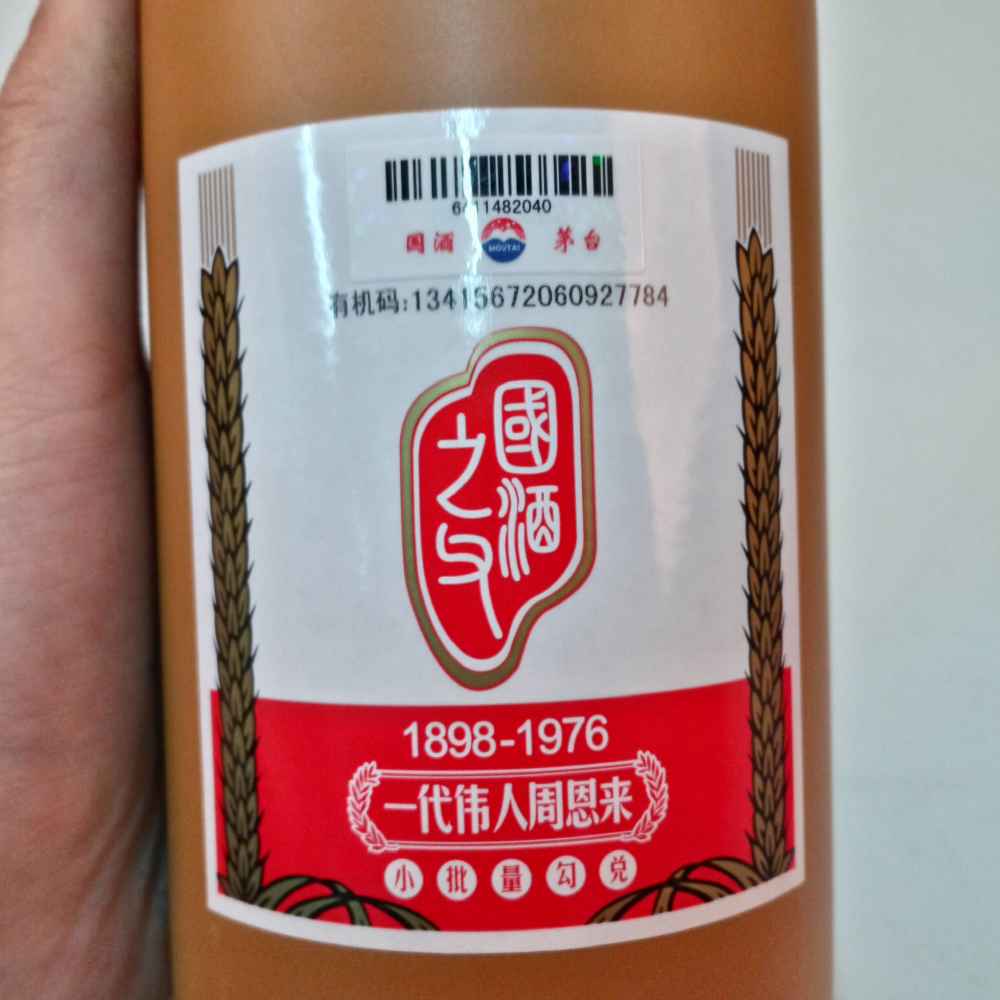 6411482040
國酒 茅台
MOUTAI
有机码:13415672060927784
國酒
之父
1898-1976
一代伟人周恩来
小批量勾兑